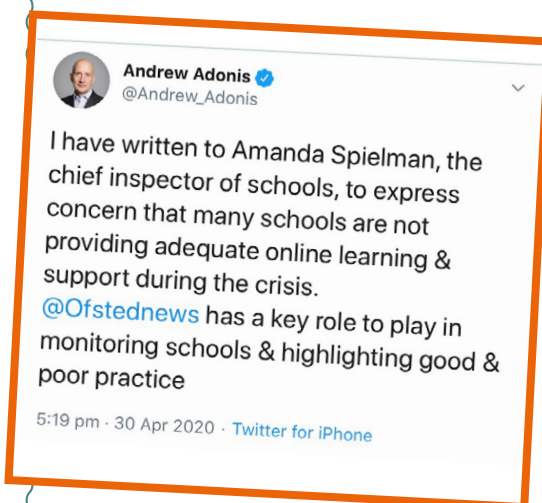 Andrew Adonis
@Andrew_Adonis
I have written to Amanda Spielman, the
chief inspector of schools, to express
concern that many schools are not
providing adequate online learning &
support during the crisis.
@Ofstednews has a key role to play in
monitoring schools & highlighting good &
poor practice
5:19 pm · 30 Apr 2020 · Twitter for iPhone